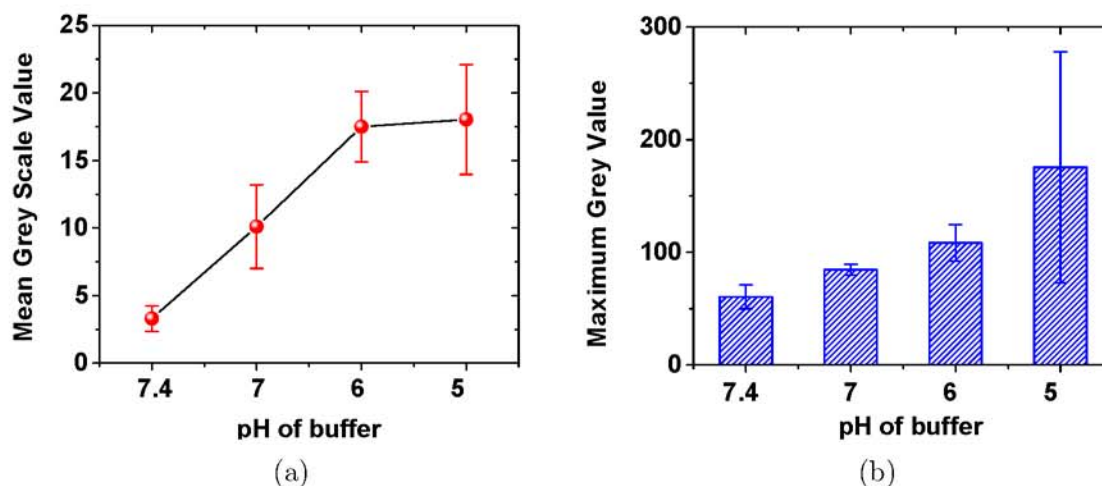 Mean Grey Scale Value
25
20
15
10
5
0
7.4 7 6 5
pH of buffer
(a)
Maximum Grey Value
300
200
100
0
7.4 7 6 5
pH of buffer
(b)